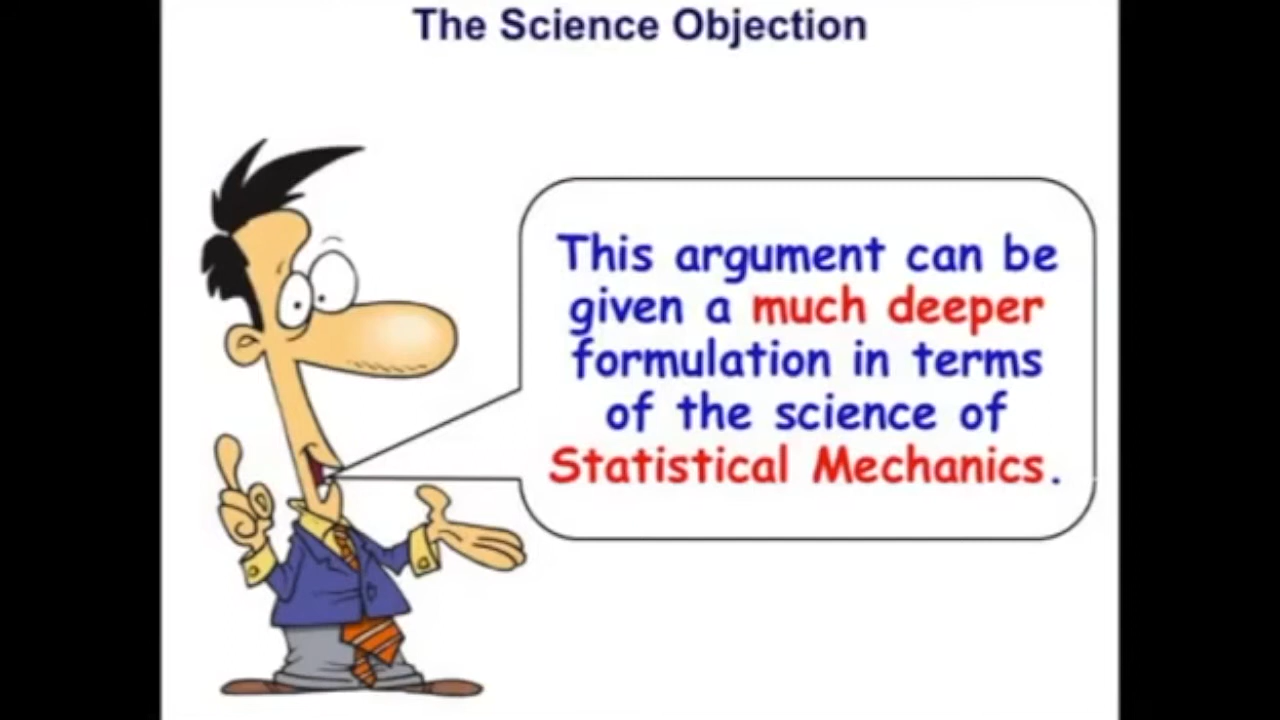 The Science Objection
This argument can be
given a much deeper
formulation in terms
of the science of
Statistical Mechanics.